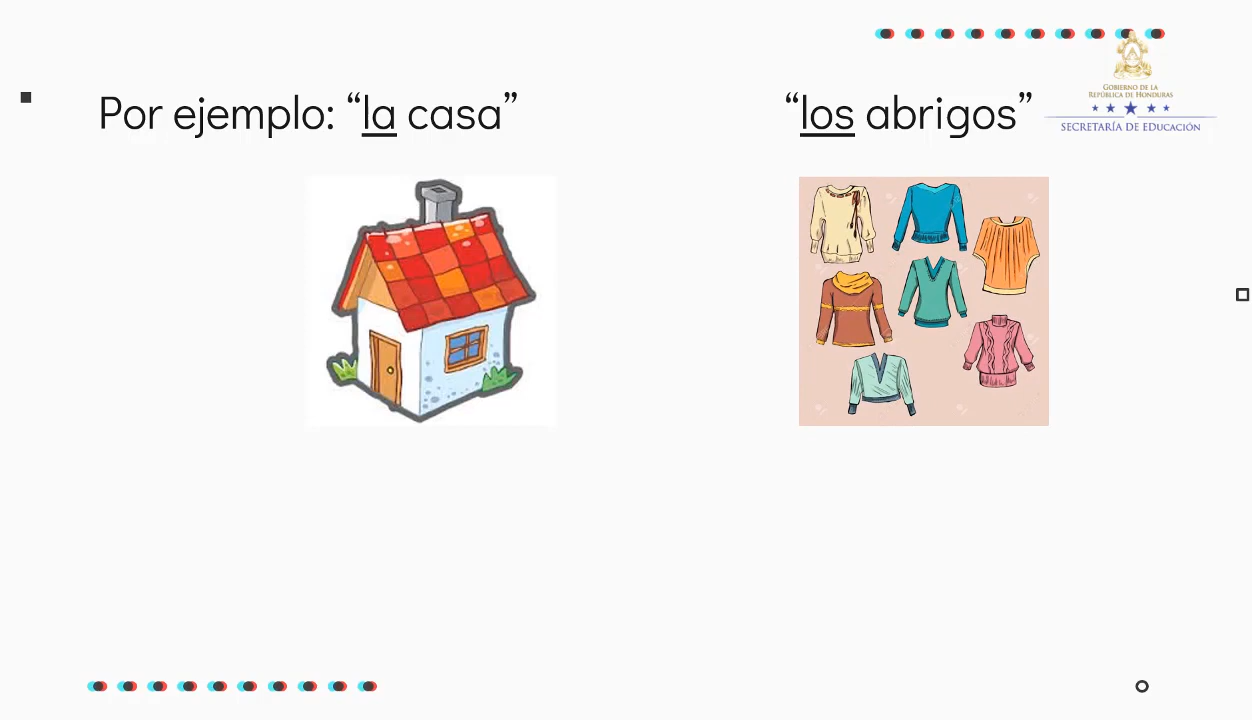 Por ejemplo: “la casa”
“los abrigos”
GOBIERNO DE LA
REPÚBLICA DE HONDURAS
SECRETARÍA DE EDUCACIÓN